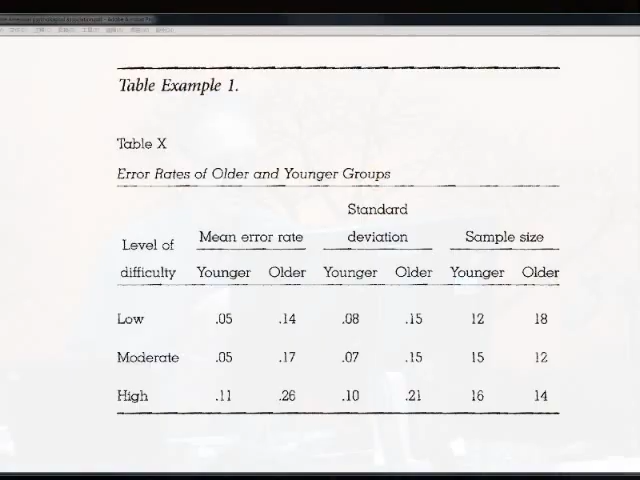 Table Example 1.
Table X
Error Rates of Older and Younger Groups
Standard
Level of Mean error rate deviation Sample size
difficulty Younger Older Younger Older Younger Older
Low .05 .14 .08 .15 12 18
Moderate .05 .17 .07 .15 15 12
High .11 .26 .10 .21 16 14